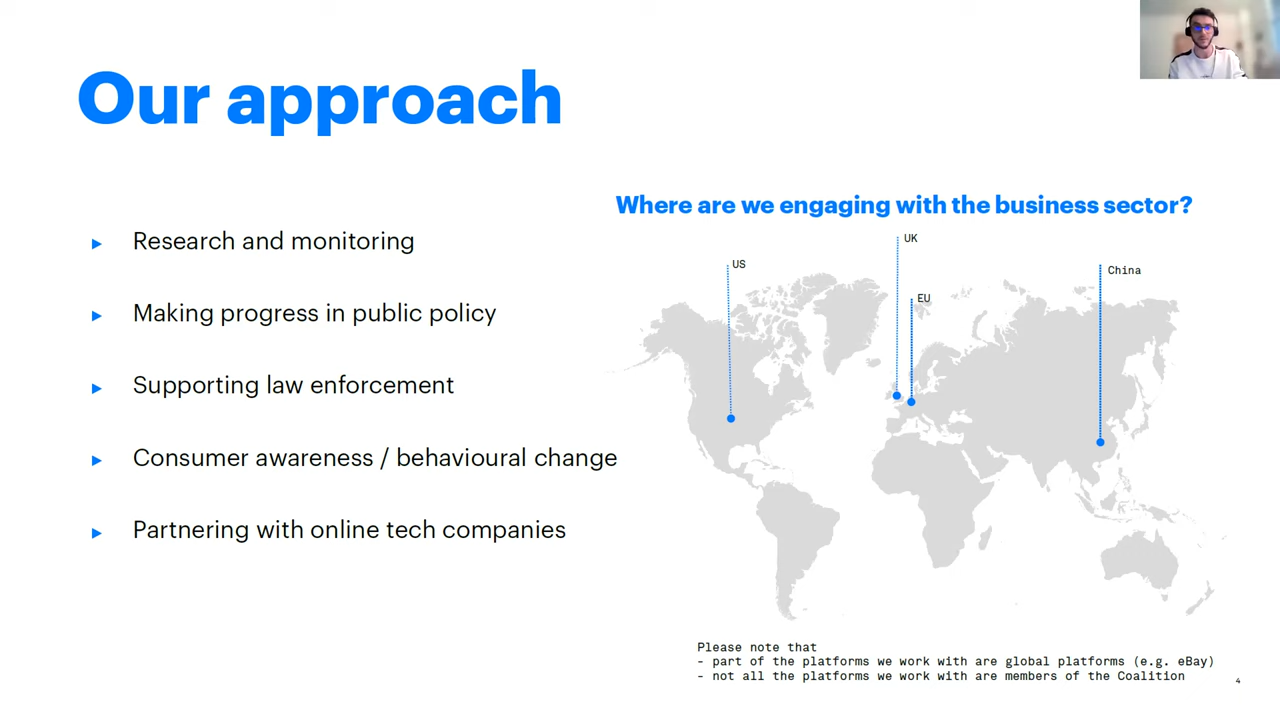 Our approach
Research and monitoring
Making progress in public policy
Supporting law enforcement
Consumer awareness / behavioural change
Partnering with online tech companies
Where are we engaging with the business sector?
UK
US
China
EU
Please note that
- part of the platforms we work with are global platforms (e.g. eBay)
- not all the platforms we work with are members of the Coalition
4